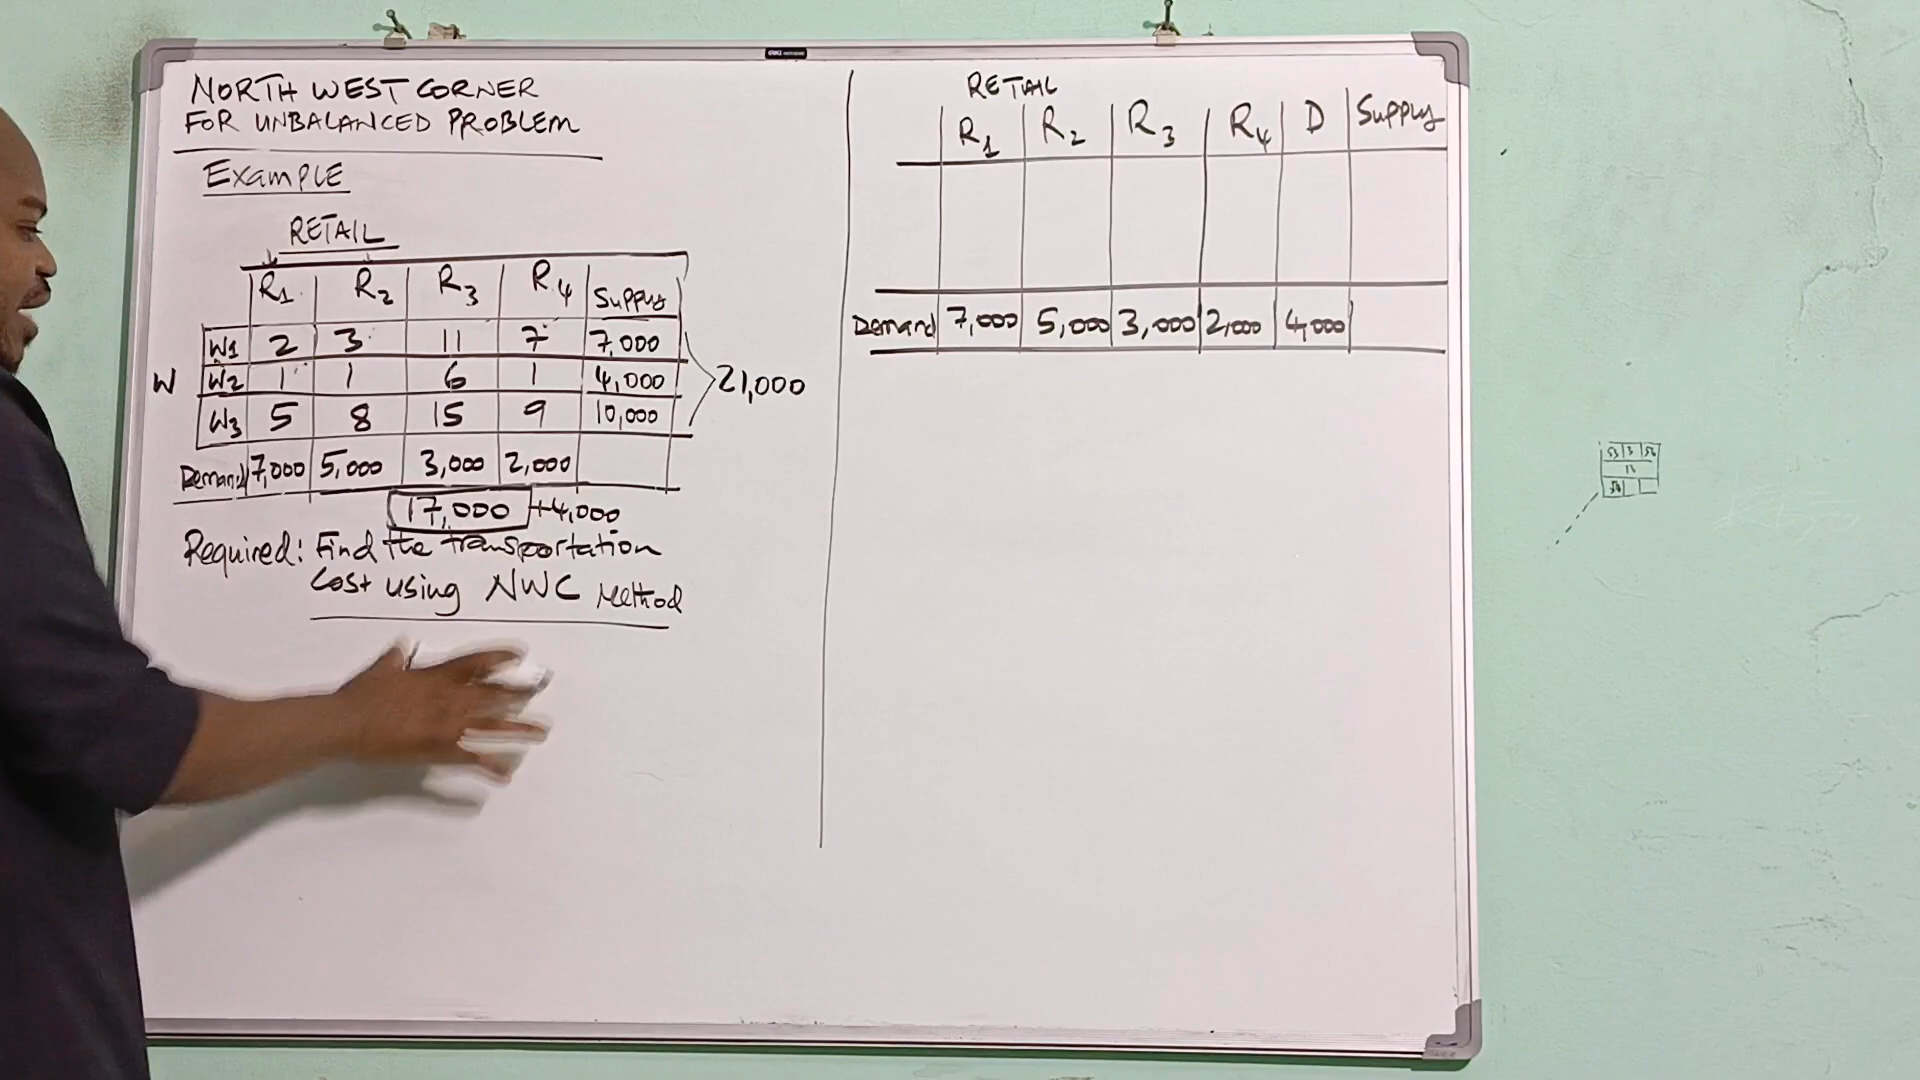 NORTH WEST CORNER
FOR UNBALANCED PROBLEM
Example
RETAIL
R1 R2 R3 R4 Supply
W1 2 3 11 7 7,000
W W2 1 1 6 1 4,000
W3 5 8 15 9 10,000
21,000
Demand 7,000 5,000 3,000 2,000
17,000 +4,000
Required: Find the transportation
Cost using NWC Method
RETAIL
R1 R2 R3 R4 D Supply
Demand 7,000 5,000 3,000 2,000 4,000
53 3 56